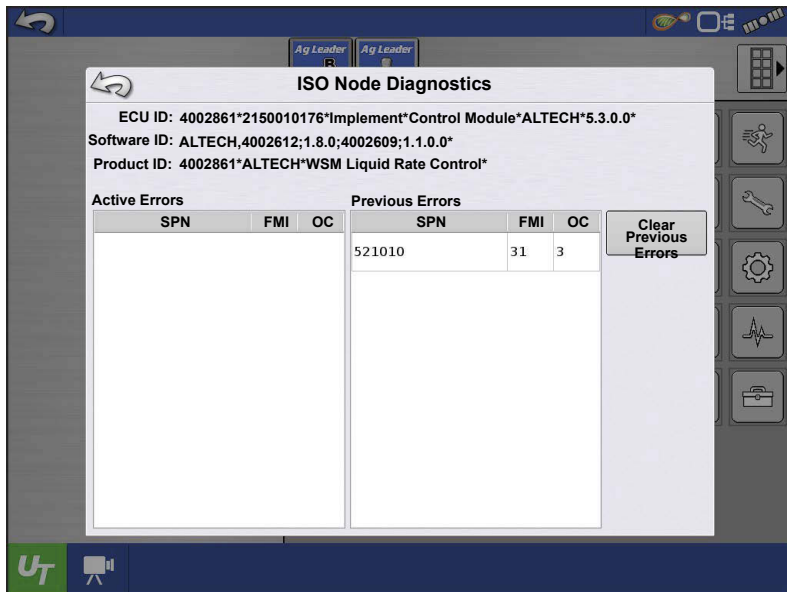 Ag Leader Ag Leader
B
ISO Node Diagnostics
ECU ID: 4002861*2150010176*Implement*Control Module*ALTECH*5.3.0.0*
Software ID: ALTECH,4002612;1.8.0;4002609;1.1.0.0*
Product ID: 4002861*ALTECH*WSM Liquid Rate Control*
Active Errors Previous Errors
SPN FMI OC SPN FMI OC
Clear
Previous
Errors
521010 31 3
UT